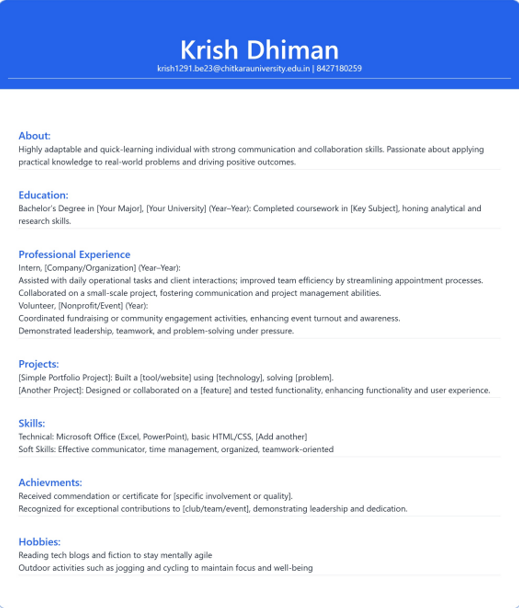 Krish Dhiman
krish1291.be23@chitkarauniversity.edu.in | 8427180259
About:
Highly adaptable and quick-learning individual with strong communication and collaboration skills. Passionate about applying
practical knowledge to real-world problems and driving positive outcomes.
Education:
Bachelor's Degree in [Your Major], [Your University] (Year–Year): Completed coursework in [Key Subject], honing analytical and
research skills.
Professional Experience
Intern, [Company/Organization] (Year–Year):
Assisted with daily operational tasks and client interactions; improved team efficiency by streamlining appointment processes.
Collaborated on a small-scale project, fostering communication and project management abilities.
Volunteer, [Nonprofit/Event] (Year):
Coordinated fundraising or community engagement activities, enhancing event turnout and awareness.
Demonstrated leadership, teamwork, and problem-solving under pressure.
Projects:
[Simple Portfolio Project]: Built a [tool/website] using [technology], solving [problem].
[Another Project]: Designed or collaborated on a [feature] and tested functionality, enhancing functionality and user experience.
Skills:
Technical: Microsoft Office (Excel, PowerPoint), basic HTML/CSS, [Add another]
Soft Skills: Effective communicator, time management, organized, teamwork-oriented
Achievments:
Received commendation or certificate for [specific involvement or quality].
Recognized for exceptional contributions to [club/team/event], demonstrating leadership and dedication.
Hobbies:
Reading tech blogs and fiction to stay mentally agile
Outdoor activities such as jogging and cycling to maintain focus and well-being